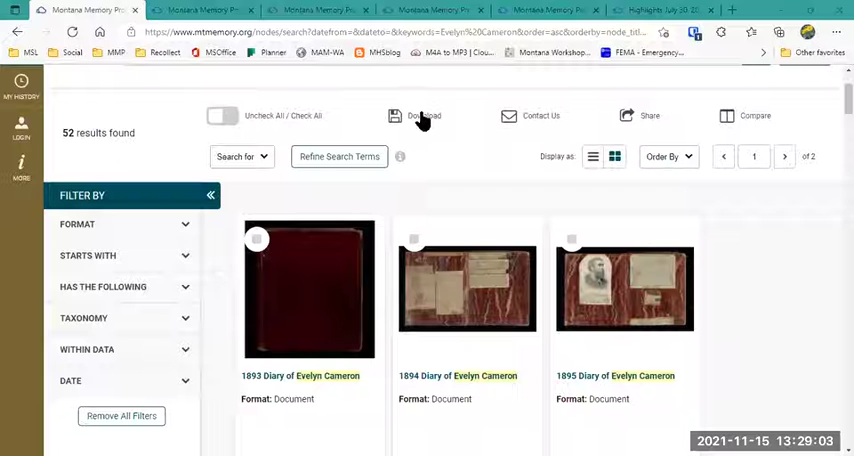 Montana Memory Pro
Montana Memory Pr
Montana Memory Pro
Montana Memory Pro
Montana Memory Pro
Highlights July 30, 20
https://www.mtmemory.org/nodes/search?datefrom=&dateto=&keywords=Evelyn%20Cameron&order=asc&orderby=node_titl...
MSL
Social
MMP
Recollect
MSOffice
Planner
MAM-WA
MHSblog
M4A to MP3 | Clou...
Montana Workshop...
FEMA - Emergency...
Other favorites
MY HISTORY
LOGIN
MORE
52 results found
Uncheck All / Check All
Download
Contact Us
Share
Compare
Search for
Refine Search Terms
Display as:
Order By
1
of 2
FILTER BY
FORMAT
STARTS WITH
HAS THE FOLLOWING
TAXONOMY
WITHIN DATA
DATE
Remove All Filters
1893 Diary of Evelyn Cameron
Format: Document
1894 Diary of Evelyn Cameron
Format: Document
1895 Diary of Evelyn Cameron
Format: Document
2021-11-15 13:29:03